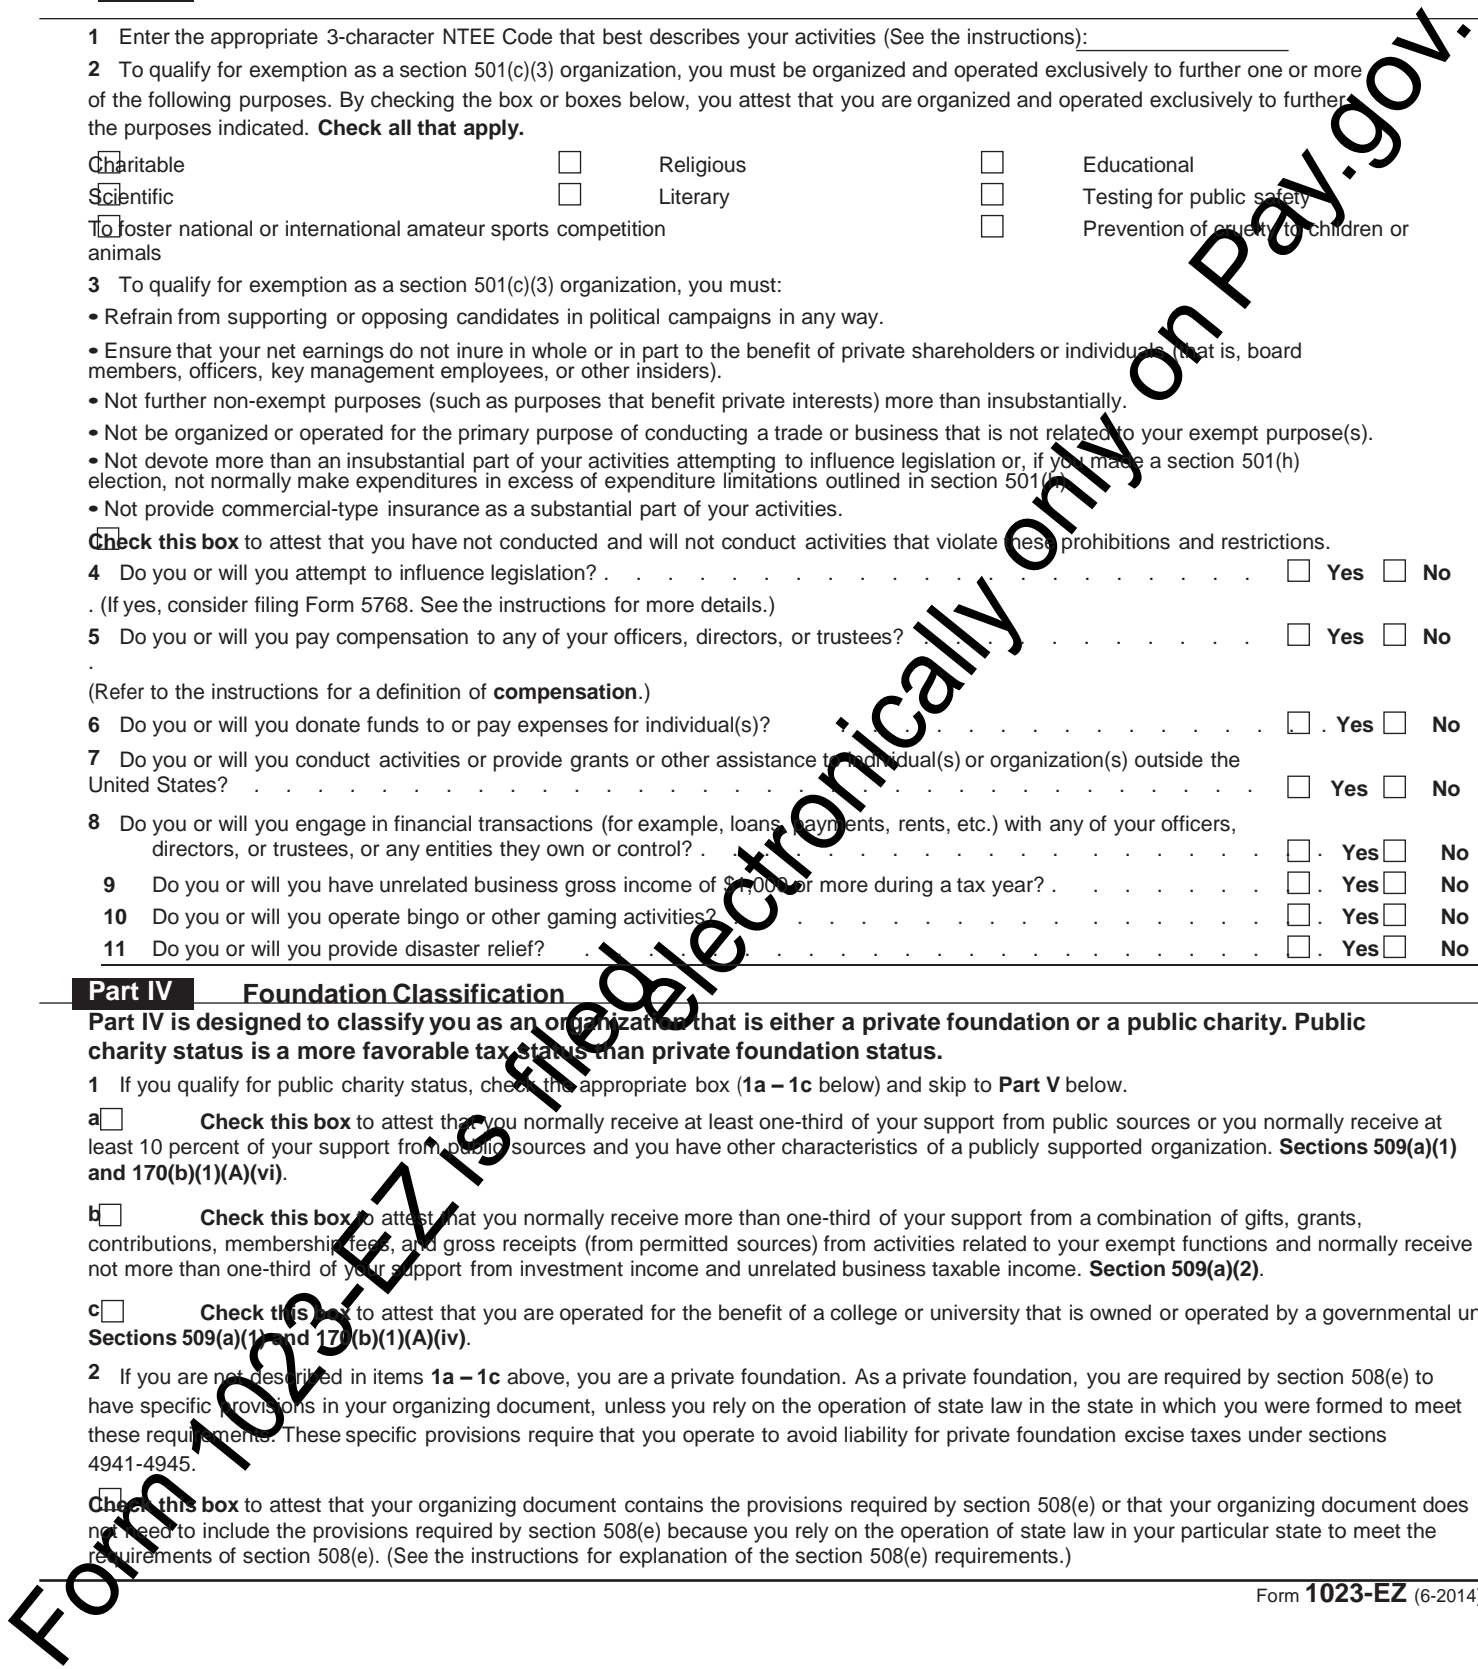 1 Enter the appropriate 3-character NTEE Code that best describes your activities (See the instructions):
2 To qualify for exemption as a section 501(c)(3) organization, you must be organized and operated exclusively to further one or more
of the following purposes. By checking the box or boxes below, you attest that you are organized and operated exclusively to further
the purposes indicated. Check all that apply.
Charitable Religious Educational
Scientific Literary Testing for public safety
To foster national or international amateur sports competition Prevention of cruelty to children or
animals
3 To qualify for exemption as a section 501(c)(3) organization, you must:
• Refrain from supporting or opposing candidates in political campaigns in any way.
• Ensure that your net earnings do not inure in whole or in part to the benefit of private shareholders or individuals (that is, board
members, officers, key management employees, or other insiders).
• Not further non-exempt purposes (such as purposes that benefit private interests) more than insubstantially.
• Not be organized or operated for the primary purpose of conducting a trade or business that is not related to your exempt purpose(s).
• Not devote more than an insubstantial part of your activities attempting to influence legislation or, if you made a section 501(h)
election, not normally make expenditures in excess of expenditure limitations outlined in section 501(h).
• Not provide commercial-type insurance as a substantial part of your activities.
Check this box to attest that you have not conducted and will not conduct activities that violate these prohibitions and restrictions.
4 Do you or will you attempt to influence legislation? . . . . . . . . . . . . . . . . . . . . . Yes No
. (If yes, consider filing Form 5768. See the instructions for more details.)
5 Do you or will you pay compensation to any of your officers, directors, or trustees? . . . . . . . . . . . Yes No
.
(Refer to the instructions for a definition of compensation.)
6 Do you or will you donate funds to or pay expenses for individual(s)? . . . . . . . . . . . . . . . . Yes No
7 Do you or will you conduct activities or provide grants or other assistance to individual(s) or organization(s) outside the
United States? . . . . . . . . . . . . . . . . . . . . . . . . . . . . . . . . Yes No
8 Do you or will you engage in financial transactions (for example, loans, payments, rents, etc.) with any of your officers,
directors, or trustees, or any entities they own or control? . . . . . . . . . . . . . . . . . . . . Yes No
9 Do you or will you have unrelated business gross income of $1,000 or more during a tax year? . . . . . . . . . Yes No
10 Do you or will you operate bingo or other gaming activities? . . . . . . . . . . . . . . . . . . . Yes No
11 Do you or will you provide disaster relief? . . . . . . . . . . . . . . . . . . . . . . . . Yes No
Part IV Foundation Classification
Part IV is designed to classify you as an organization that is either a private foundation or a public charity. Public
charity status is a more favorable tax status than private foundation status.
1 If you qualify for public charity status, check the appropriate box (1a – 1c below) and skip to Part V below.
a Check this box to attest that you normally receive at least one-third of your support from public sources or you normally receive at
least 10 percent of your support from public sources and you have other characteristics of a publicly supported organization. Sections 509(a)(1)
and 170(b)(1)(A)(vi).
b Check this box to attest that you normally receive more than one-third of your support from a combination of gifts, grants,
contributions, membership fees, and gross receipts (from permitted sources) from activities related to your exempt functions and normally receive
not more than one-third of your support from investment income and unrelated business taxable income. Section 509(a)(2).
c Check this box to attest that you are operated for the benefit of a college or university that is owned or operated by a governmental un
Sections 509(a)(1) and 170(b)(1)(A)(iv).
2 If you are not described in items 1a – 1c above, you are a private foundation. As a private foundation, you are required by section 508(e) to
have specific provisions in your organizing document, unless you rely on the operation of state law in the state in which you were formed to meet
these requirements. These specific provisions require that you operate to avoid liability for private foundation excise taxes under sections
4941-4945.
Check this box to attest that your organizing document contains the provisions required by section 508(e) or that your organizing document does
not need to include the provisions required by section 508(e) because you rely on the operation of state law in your particular state to meet the
requirements of section 508(e). (See the instructions for explanation of the section 508(e) requirements.)
Form 1023-EZ (6-2014)
Form 1023-EZ is filed electronically only on Pay.gov.